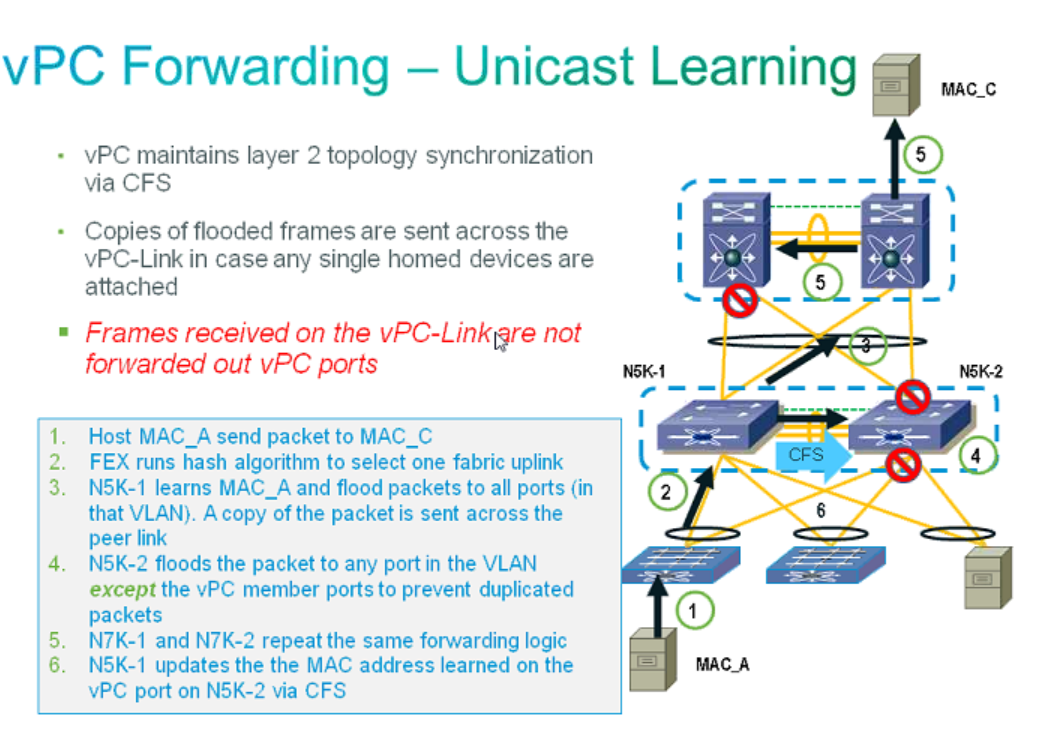 vPC Forwarding – Unicast Learning
MAC_C
• vPC maintains layer 2 topology synchronization
via CFS
• Copies of flooded frames are sent across the
vPC-Link in case any single homed devices are
attached
▪ Frames received on the vPC-Link are not
forwarded out vPC ports
1. Host MAC_A send packet to MAC_C
2. FEX runs hash algorithm to select one fabric uplink
3. N5K-1 learns MAC_A and flood packets to all ports (in
that VLAN). A copy of the packet is sent across the
peer link
4. N5K-2 floods the packet to any port in the VLAN
except the vPC member ports to prevent duplicated
packets
5. N7K-1 and N7K-2 repeat the same forwarding logic
6. N5K-1 updates the the MAC address learned on the
vPC port on N5K-2 via CFS
5
5
3
N5K-1
N5K-2
CFS
4
2
6
1
MAC_A